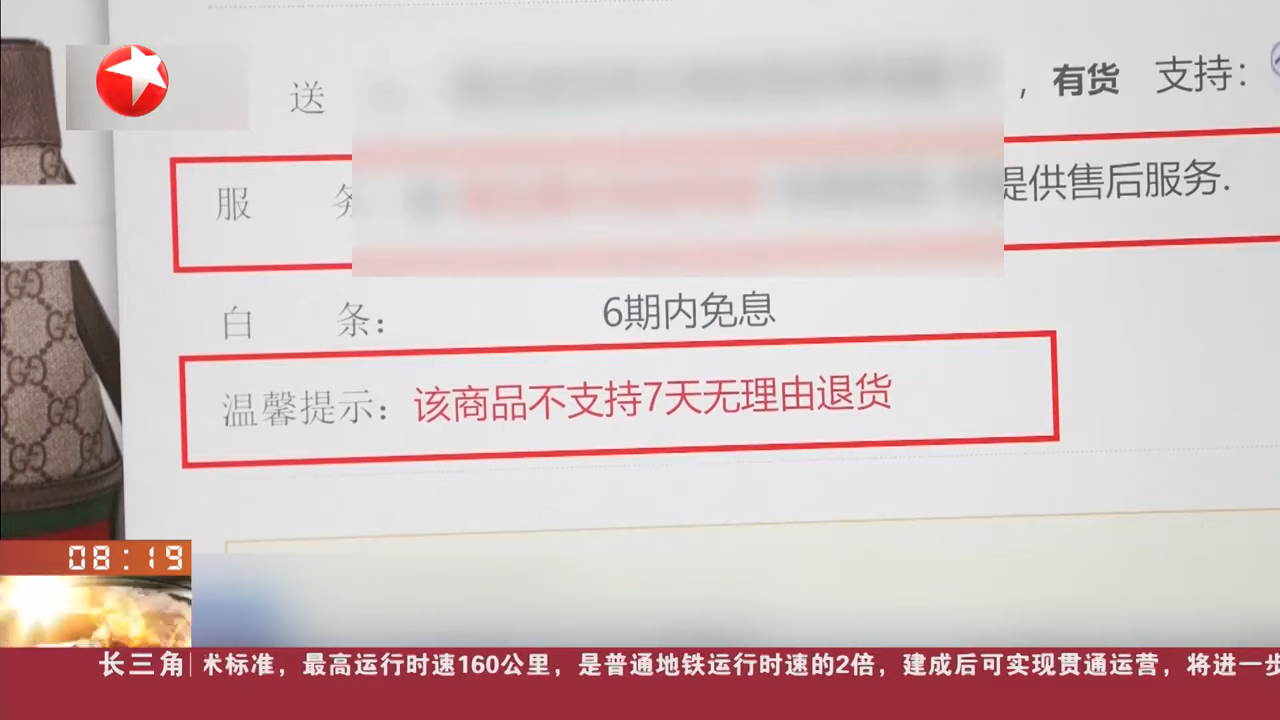 送
，有货 支持：
服 务
提供售后服务.
白 条： 6期内免息
温馨提示：该商品不支持7天无理由退货
08:19
长三角 术标准，最高运行时速160公里，是普通地铁运行时速的2倍，建成后可实现贯通运营，将进一步